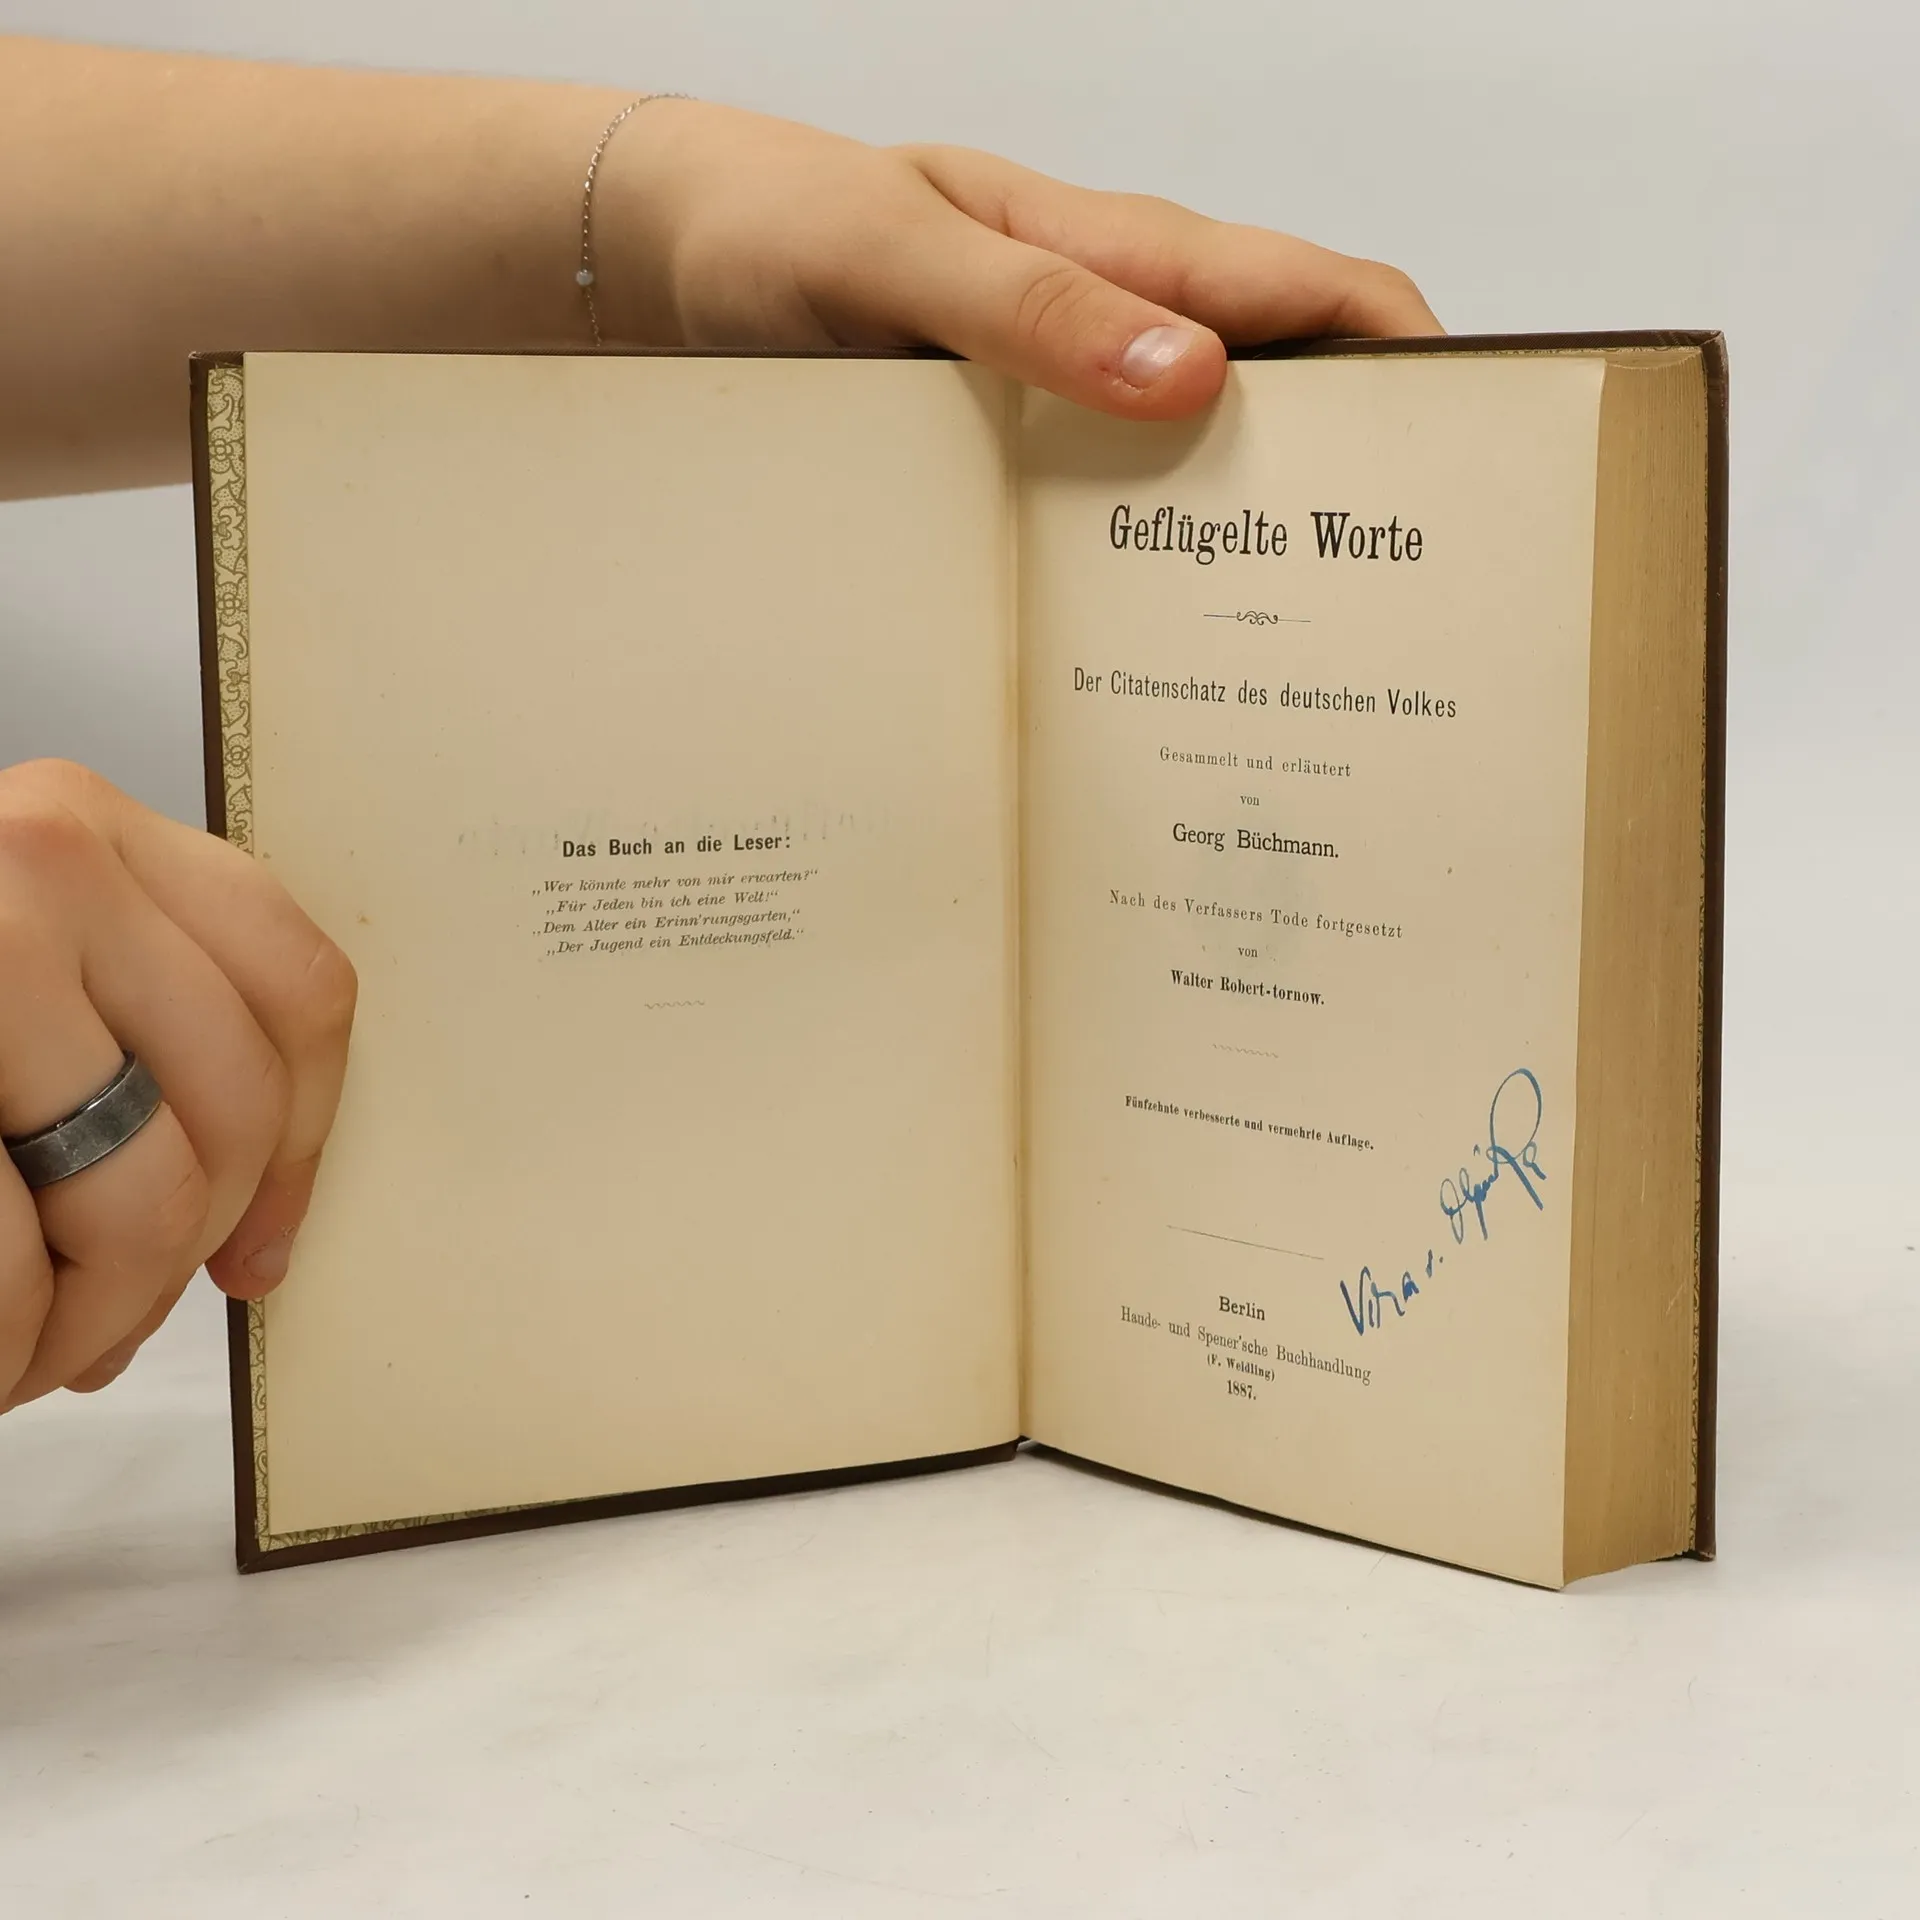 Das Buch an die Leser:
„Wer könnte mehr von mir erwarten?“
„Für Jeden bin ich eine Welt!“
„Dem Alter ein Erinn'rungsgarten,“
„Der Jugend ein Entdeckungsfeld.“
Geflügelte Worte
Der Citatenschatz des deutschen Volkes
Gesammelt und erläutert
von
Georg Büchmann.
Nach des Verfassers Tode fortgesetzt
von
Walter Robert-tornow.
Fünfzehnte verbesserte und vermehrte Auflage.
Berlin
Haude- und Spener'sche Buchhandlung
(F. Weidling)
1887.